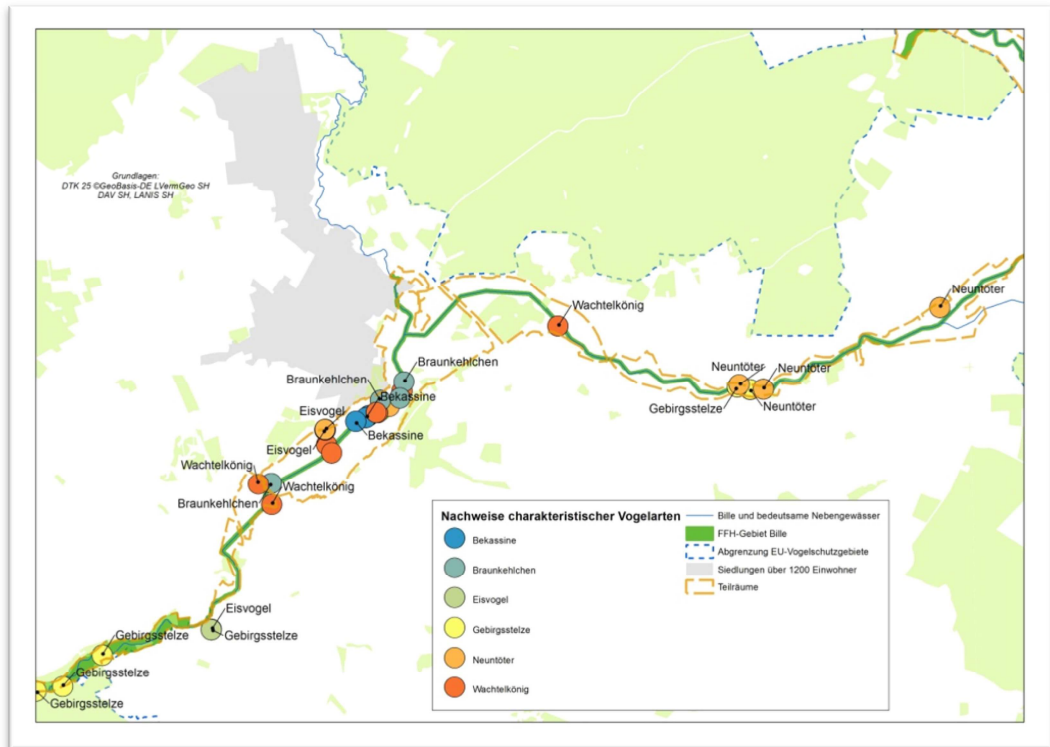 Grundlagen:
DTK 25 ©GeoBasis-DE LVermGeo SH
DAV SH, LANIS SH
Neuntöter
Wachtelkönig
Braunkehlchen
Neuntöter
Neuntöter
Braunkehlchen
Bekassine
Gebirgsstelze
Neuntöter
Eisvogel
Bekassine
Eisvogel
Wachtelkönig
Wachtelkönig
Braunkehlchen
Eisvogel
Gebirgsstelze
Gebirgsstelze
Gebirgsstelze
Gebirgsstelze
Nachweise charakteristischer Vogelarten
Bekassine
Braunkehlchen
Eisvogel
Gebirgsstelze
Neuntöter
Wachtelkönig
Bille und bedeutsame Nebengewässer
FFH-Gebiet Bille
Abgrenzung EU-Vogelschutzgebiete
Siedlungen über 1200 Einwohner
Teilräume